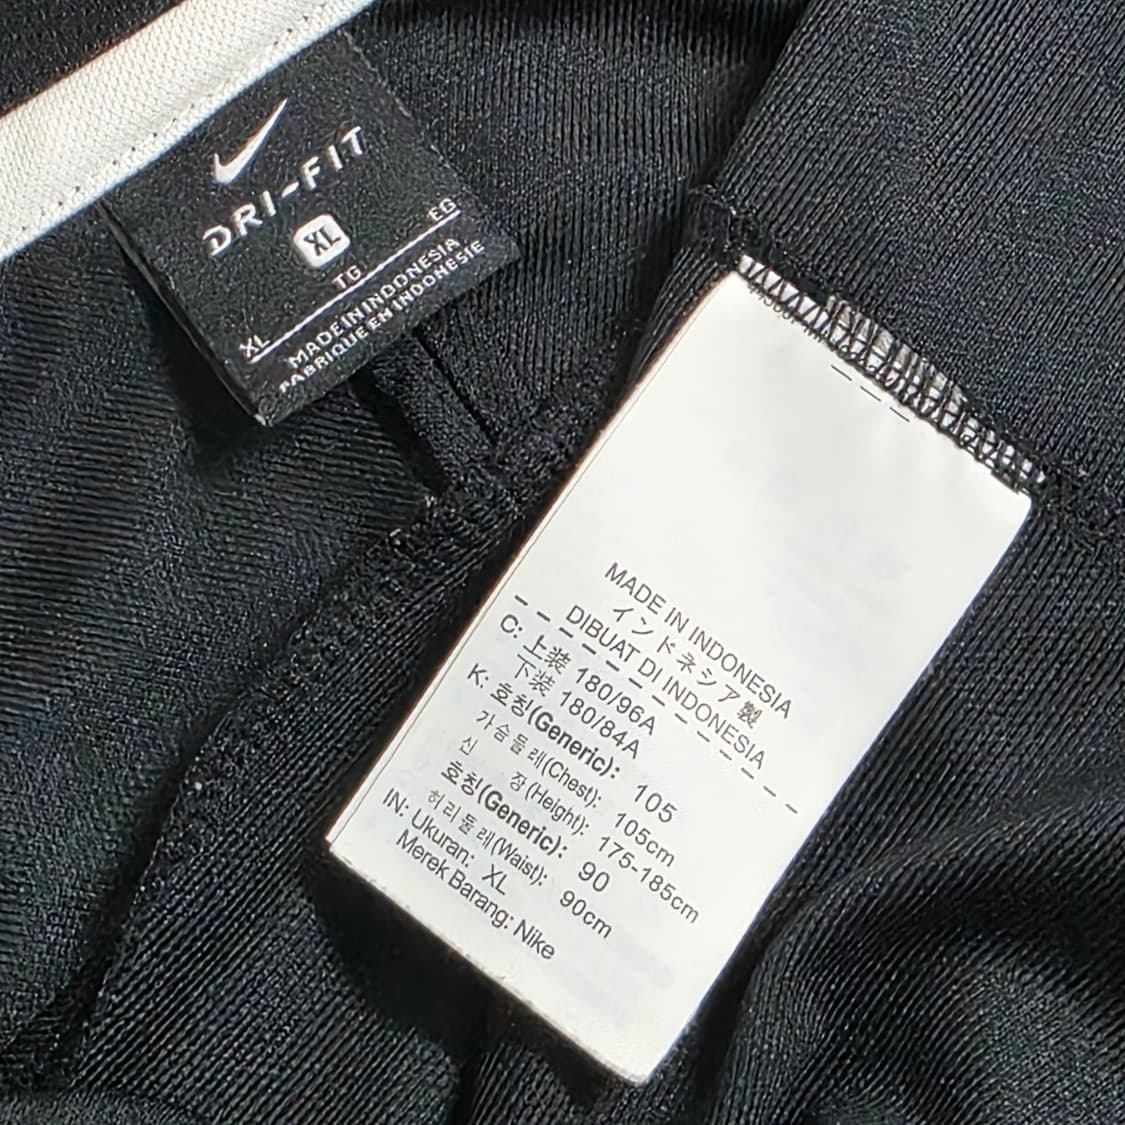 DRI-FIT
XL
XL TG EG
MADE IN INDONESIA
FABRIQUE EN INDONESIE
MADE IN INDONESIA
インドネシア製
DIBUAT DI INDONESIA
C: 上装 180/96A
下装 180/84A
K: 호칭(Generic): 105
가슴둘레(Chest): 105cm
신 장(Height): 175-185cm
호칭(Generic): 90
허리둘레(Waist): 90cm
IN: Ukuran: XL
Merek Barang: Nike